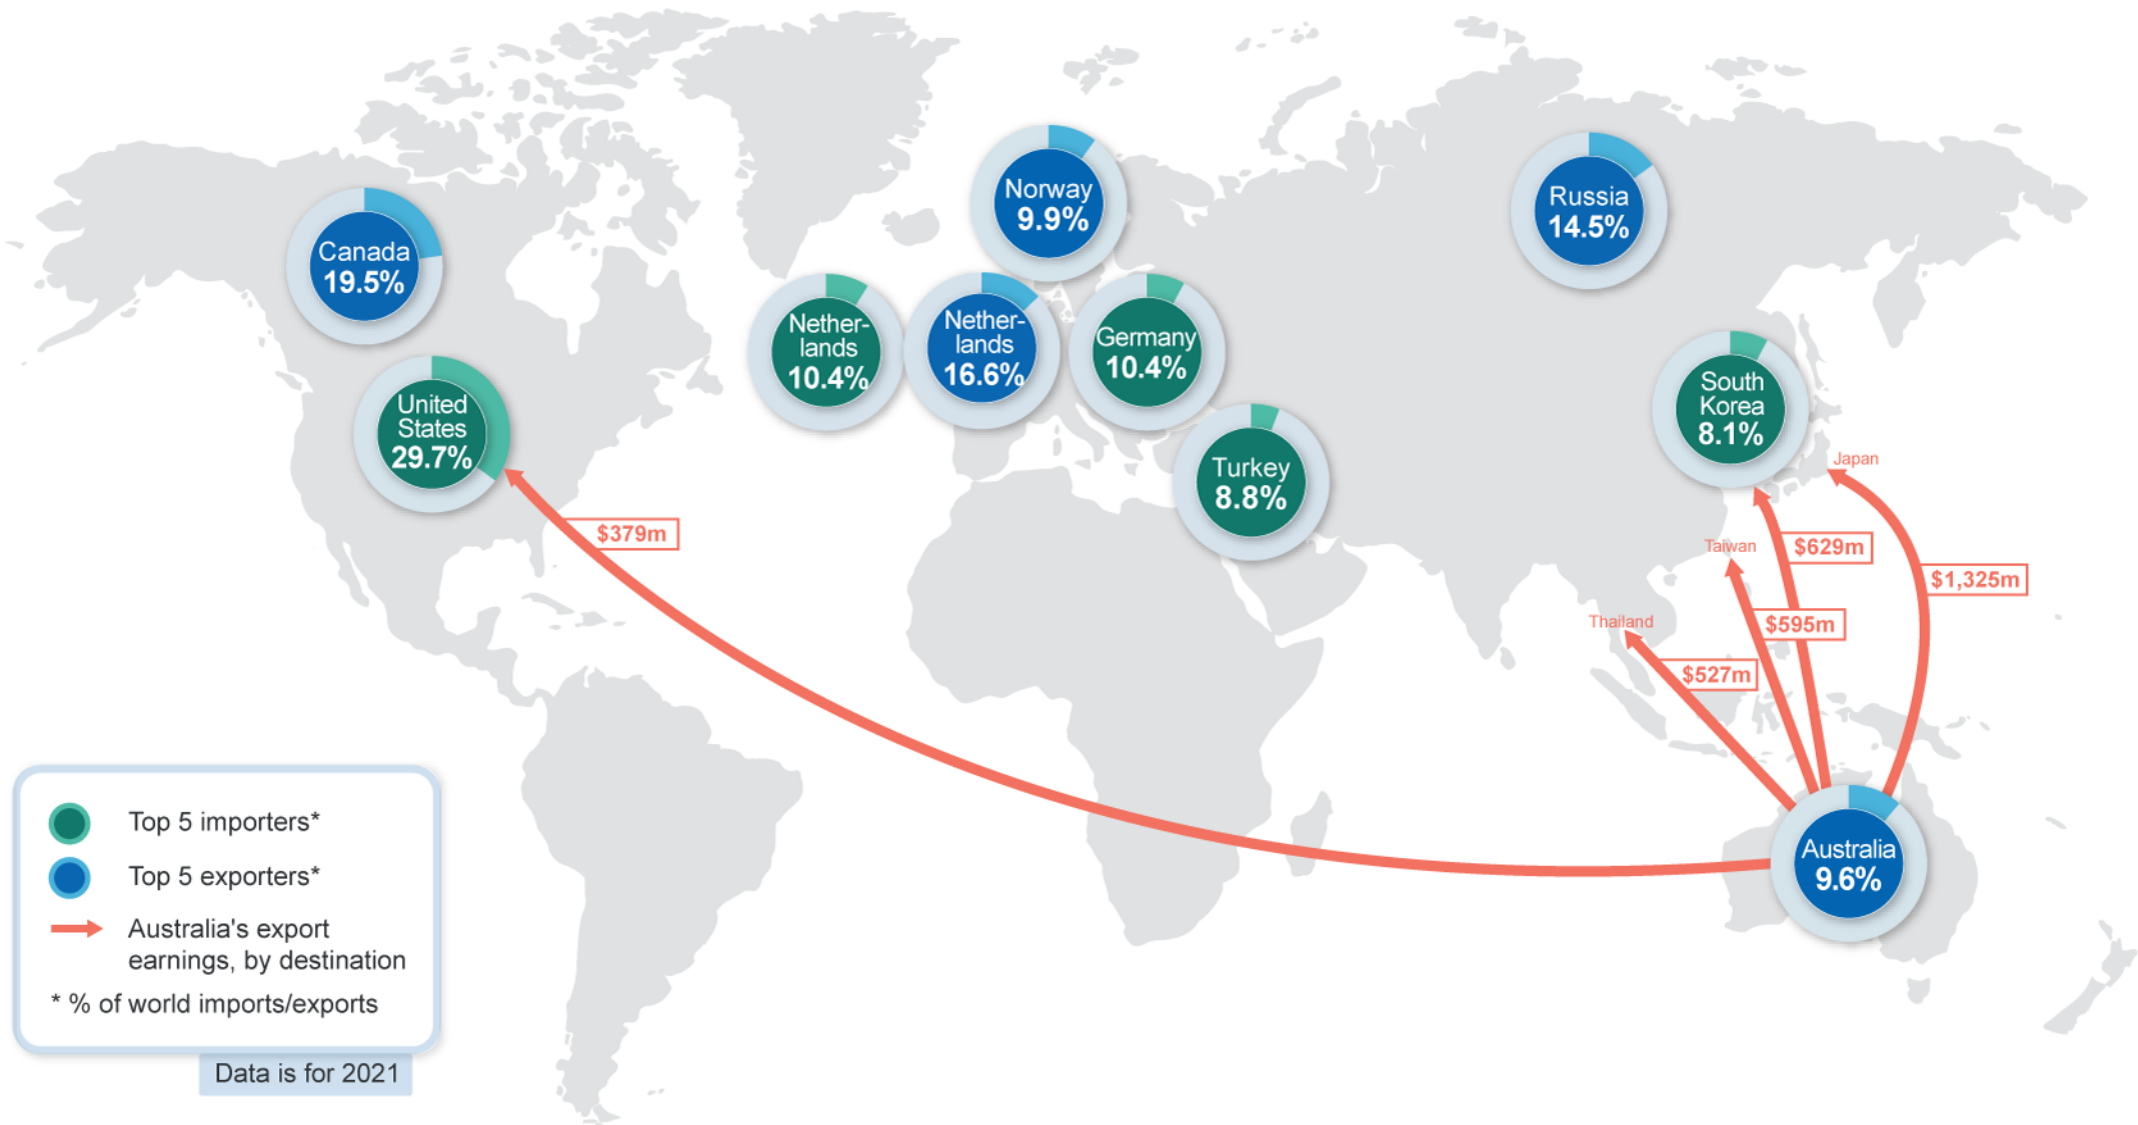 Norway
9.9%
Russia
14.5%
Canada
19.5%
Nether-
lands
10.4%
Nether-
lands
16.6%
Germany
10.4%
United
States
29.7%
South
Korea
8.1%
Turkey
8.8%
Japan
$379m
Taiwan
$629m
$1,325m
Thailand
$595m
$527m
Australia
9.6%
Top 5 importers*
Top 5 exporters*
Australia's export
earnings, by destination
* % of world imports/exports
Data is for 2021